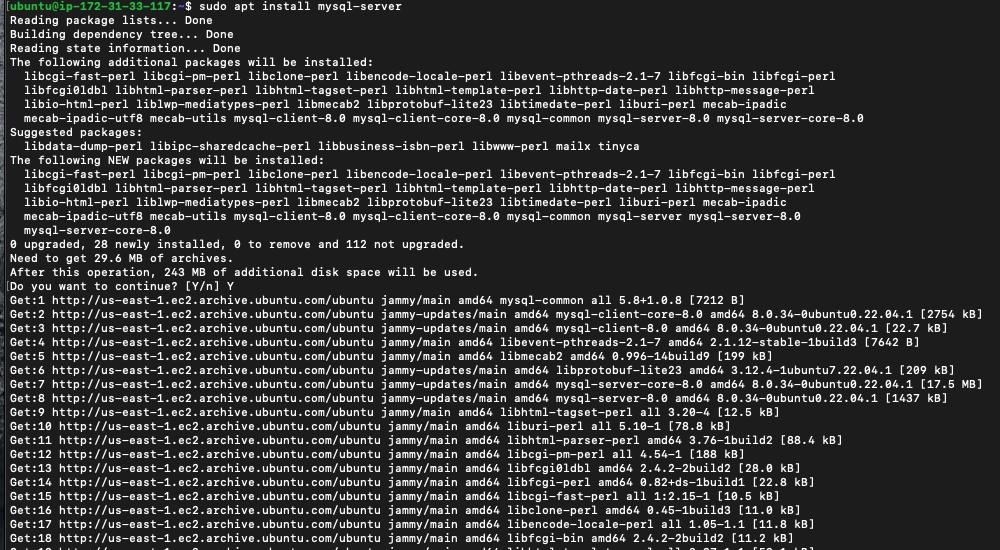 [ubuntu@ip-172-31-33-117:~$ sudo apt install mysql-server
Reading package lists... Done
Building dependency tree... Done
Reading state information... Done
The following additional packages will be installed:
  libcgi-fast-perl libcgi-pm-perl libclone-perl libencode-locale-perl libevent-pthreads-2.1-7 libfcgi-bin libfcgi-perl
  libfcgi0ldbl libhtml-parser-perl libhtml-tagset-perl libhtml-template-perl libhttp-date-perl libhttp-message-perl
  libio-html-perl liblwp-mediatypes-perl libmecab2 libprotobuf-lite23 libtimedate-perl liburi-perl mecab-ipadic
  mecab-ipadic-utf8 mecab-utils mysql-client-8.0 mysql-client-core-8.0 mysql-common mysql-server-8.0 mysql-server-core-8.0
Suggested packages:
  libdata-dump-perl libipc-sharedcache-perl libbusiness-isbn-perl libwww-perl mailx tinyca
The following NEW packages will be installed:
  libcgi-fast-perl libcgi-pm-perl libclone-perl libencode-locale-perl libevent-pthreads-2.1-7 libfcgi-bin libfcgi-perl
  libfcgi0ldbl libhtml-parser-perl libhtml-tagset-perl libhtml-template-perl libhttp-date-perl libhttp-message-perl
  libio-html-perl liblwp-mediatypes-perl libmecab2 libprotobuf-lite23 libtimedate-perl liburi-perl mecab-ipadic
  mecab-ipadic-utf8 mecab-utils mysql-client-8.0 mysql-client-core-8.0 mysql-common mysql-server mysql-server-8.0
  mysql-server-core-8.0
0 upgraded, 28 newly installed, 0 to remove and 112 not upgraded.
Need to get 29.6 MB of archives.
After this operation, 243 MB of additional disk space will be used.
[Do you want to continue? [Y/n] Y
Get:1 http://us-east-1.ec2.archive.ubuntu.com/ubuntu jammy/main amd64 mysql-common all 5.8+1.0.8 [7212 B]
Get:2 http://us-east-1.ec2.archive.ubuntu.com/ubuntu jammy-updates/main amd64 mysql-client-core-8.0 amd64 8.0.34-0ubuntu0.22.04.1 [2754 kB]
Get:3 http://us-east-1.ec2.archive.ubuntu.com/ubuntu jammy-updates/main amd64 mysql-client-8.0 amd64 8.0.34-0ubuntu0.22.04.1 [22.7 kB]
Get:4 http://us-east-1.ec2.archive.ubuntu.com/ubuntu jammy/main amd64 libevent-pthreads-2.1-7 amd64 2.1.12-stable-1build3 [7642 B]
Get:5 http://us-east-1.ec2.archive.ubuntu.com/ubuntu jammy/main amd64 libmecab2 amd64 0.996-14build9 [199 kB]
Get:6 http://us-east-1.ec2.archive.ubuntu.com/ubuntu jammy-updates/main amd64 libprotobuf-lite23 amd64 3.12.4-1ubuntu7.22.04.1 [209 kB]
Get:7 http://us-east-1.ec2.archive.ubuntu.com/ubuntu jammy-updates/main amd64 mysql-server-core-8.0 amd64 8.0.34-0ubuntu0.22.04.1 [17.5 MB]
Get:8 http://us-east-1.ec2.archive.ubuntu.com/ubuntu jammy-updates/main amd64 mysql-server-8.0 amd64 8.0.34-0ubuntu0.22.04.1 [1437 kB]
Get:9 http://us-east-1.ec2.archive.ubuntu.com/ubuntu jammy/main amd64 libhtml-tagset-perl all 3.20-4 [12.5 kB]
Get:10 http://us-east-1.ec2.archive.ubuntu.com/ubuntu jammy/main amd64 liburi-perl all 5.10-1 [78.8 kB]
Get:11 http://us-east-1.ec2.archive.ubuntu.com/ubuntu jammy/main amd64 libhtml-parser-perl amd64 3.76-1build2 [88.4 kB]
Get:12 http://us-east-1.ec2.archive.ubuntu.com/ubuntu jammy/main amd64 libcgi-pm-perl all 4.54-1 [188 kB]
Get:13 http://us-east-1.ec2.archive.ubuntu.com/ubuntu jammy/main amd64 libfcgi0ldbl amd64 2.4.2-2build2 [28.0 kB]
Get:14 http://us-east-1.ec2.archive.ubuntu.com/ubuntu jammy/main amd64 libfcgi-perl amd64 0.82+ds-1build1 [22.8 kB]
Get:15 http://us-east-1.ec2.archive.ubuntu.com/ubuntu jammy/main amd64 libcgi-fast-perl all 1:2.15-1 [10.5 kB]
Get:16 http://us-east-1.ec2.archive.ubuntu.com/ubuntu jammy/main amd64 libclone-perl amd64 0.45-1build3 [11.0 kB]
Get:17 http://us-east-1.ec2.archive.ubuntu.com/ubuntu jammy/main amd64 libencode-locale-perl all 1.05-1.1 [11.8 kB]
Get:18 http://us-east-1.ec2.archive.ubuntu.com/ubuntu jammy/main amd64 libfcgi-bin amd64 2.4.2-2build2 [11.2 kB]